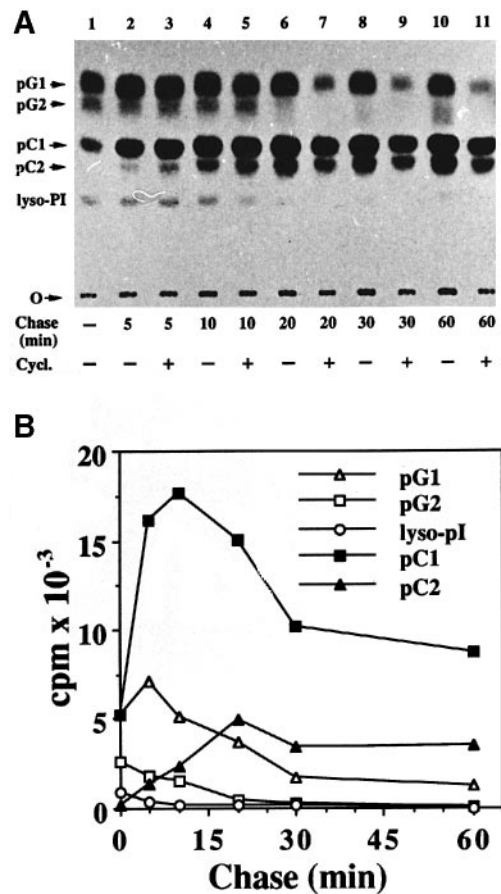 A
1 2 3 4 5 6 7 8 9 10 11
pG1
pG2
pC1
pC2
lyso-PI
O
Chase (min) – 5 5 10 10 20 20 30 30 60 60
Cycl. – – + – + – + – + – +
B
20
15
10
5
0
cpm x 10⁻³
pG1
pG2
lyso-pI
pC1
pC2
0 15 30 45 60
Chase (min)